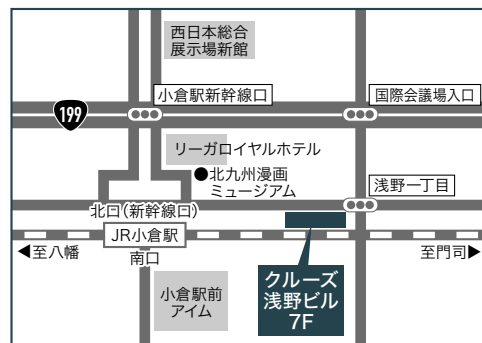 西日本総合
展示場新館
小倉駅新幹線口
国際会議場入口
199
リーガロイヤルホテル
●北九州漫画
ミュージアム
浅野一丁目
北口(新幹線口)
JR小倉駅
◀至八幡
南口
至門司▶
小倉駅前
アイム
クルーズ
浅野ビル
7F